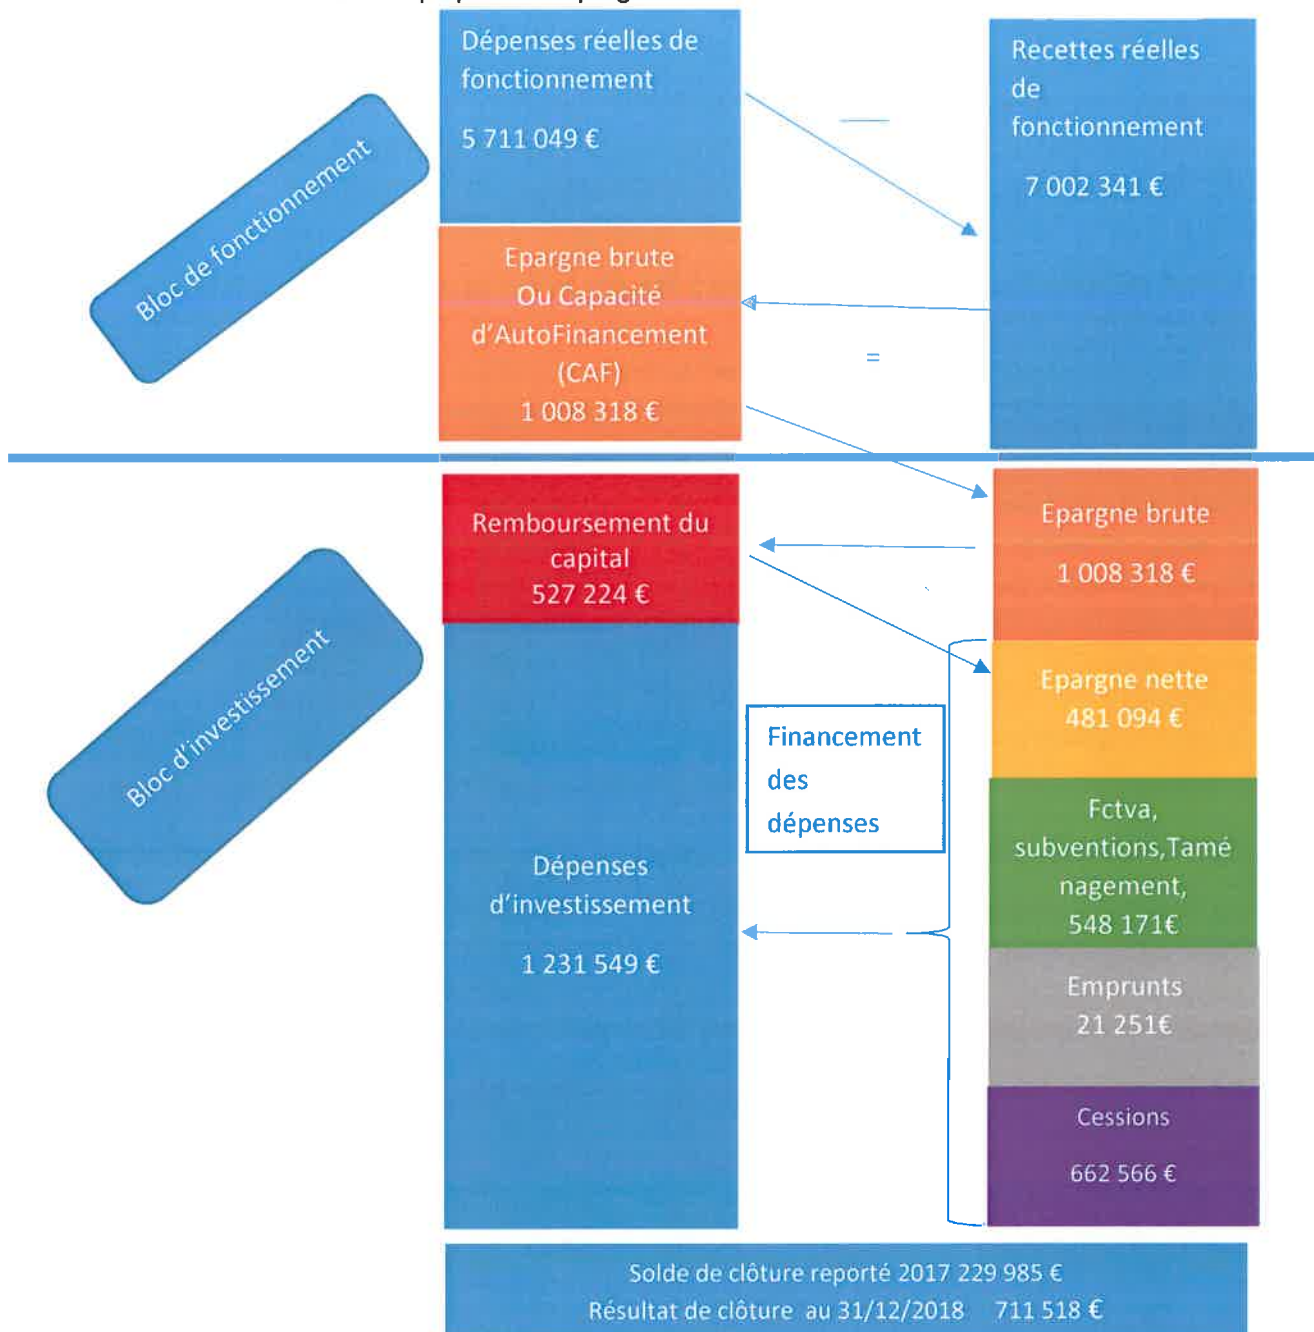 Dépenses réelles de
fonctionnement
5 711 049 €
Recettes réelles
de
fonctionnement
7 002 341 €
Bloc de fonctionnement
Epargne brute
Ou Capacité
d'AutoFinancement
(CAF)
1 008 318 €
=
Remboursement du
capital
527 224 €
Epargne brute
1 008 318 €
Bloc d'investissement
Epargne nette
481 094 €
Financement
des
dépenses
Fctva,
subventions,Tamé
nagement,
548 171€
Dépenses
d'investissement
1 231 549 €
Emprunts
21 251€
Cessions
662 566 €
Solde de clôture reporté 2017 229 985 €
Résultat de clôture au 31/12/2018 711 518 €